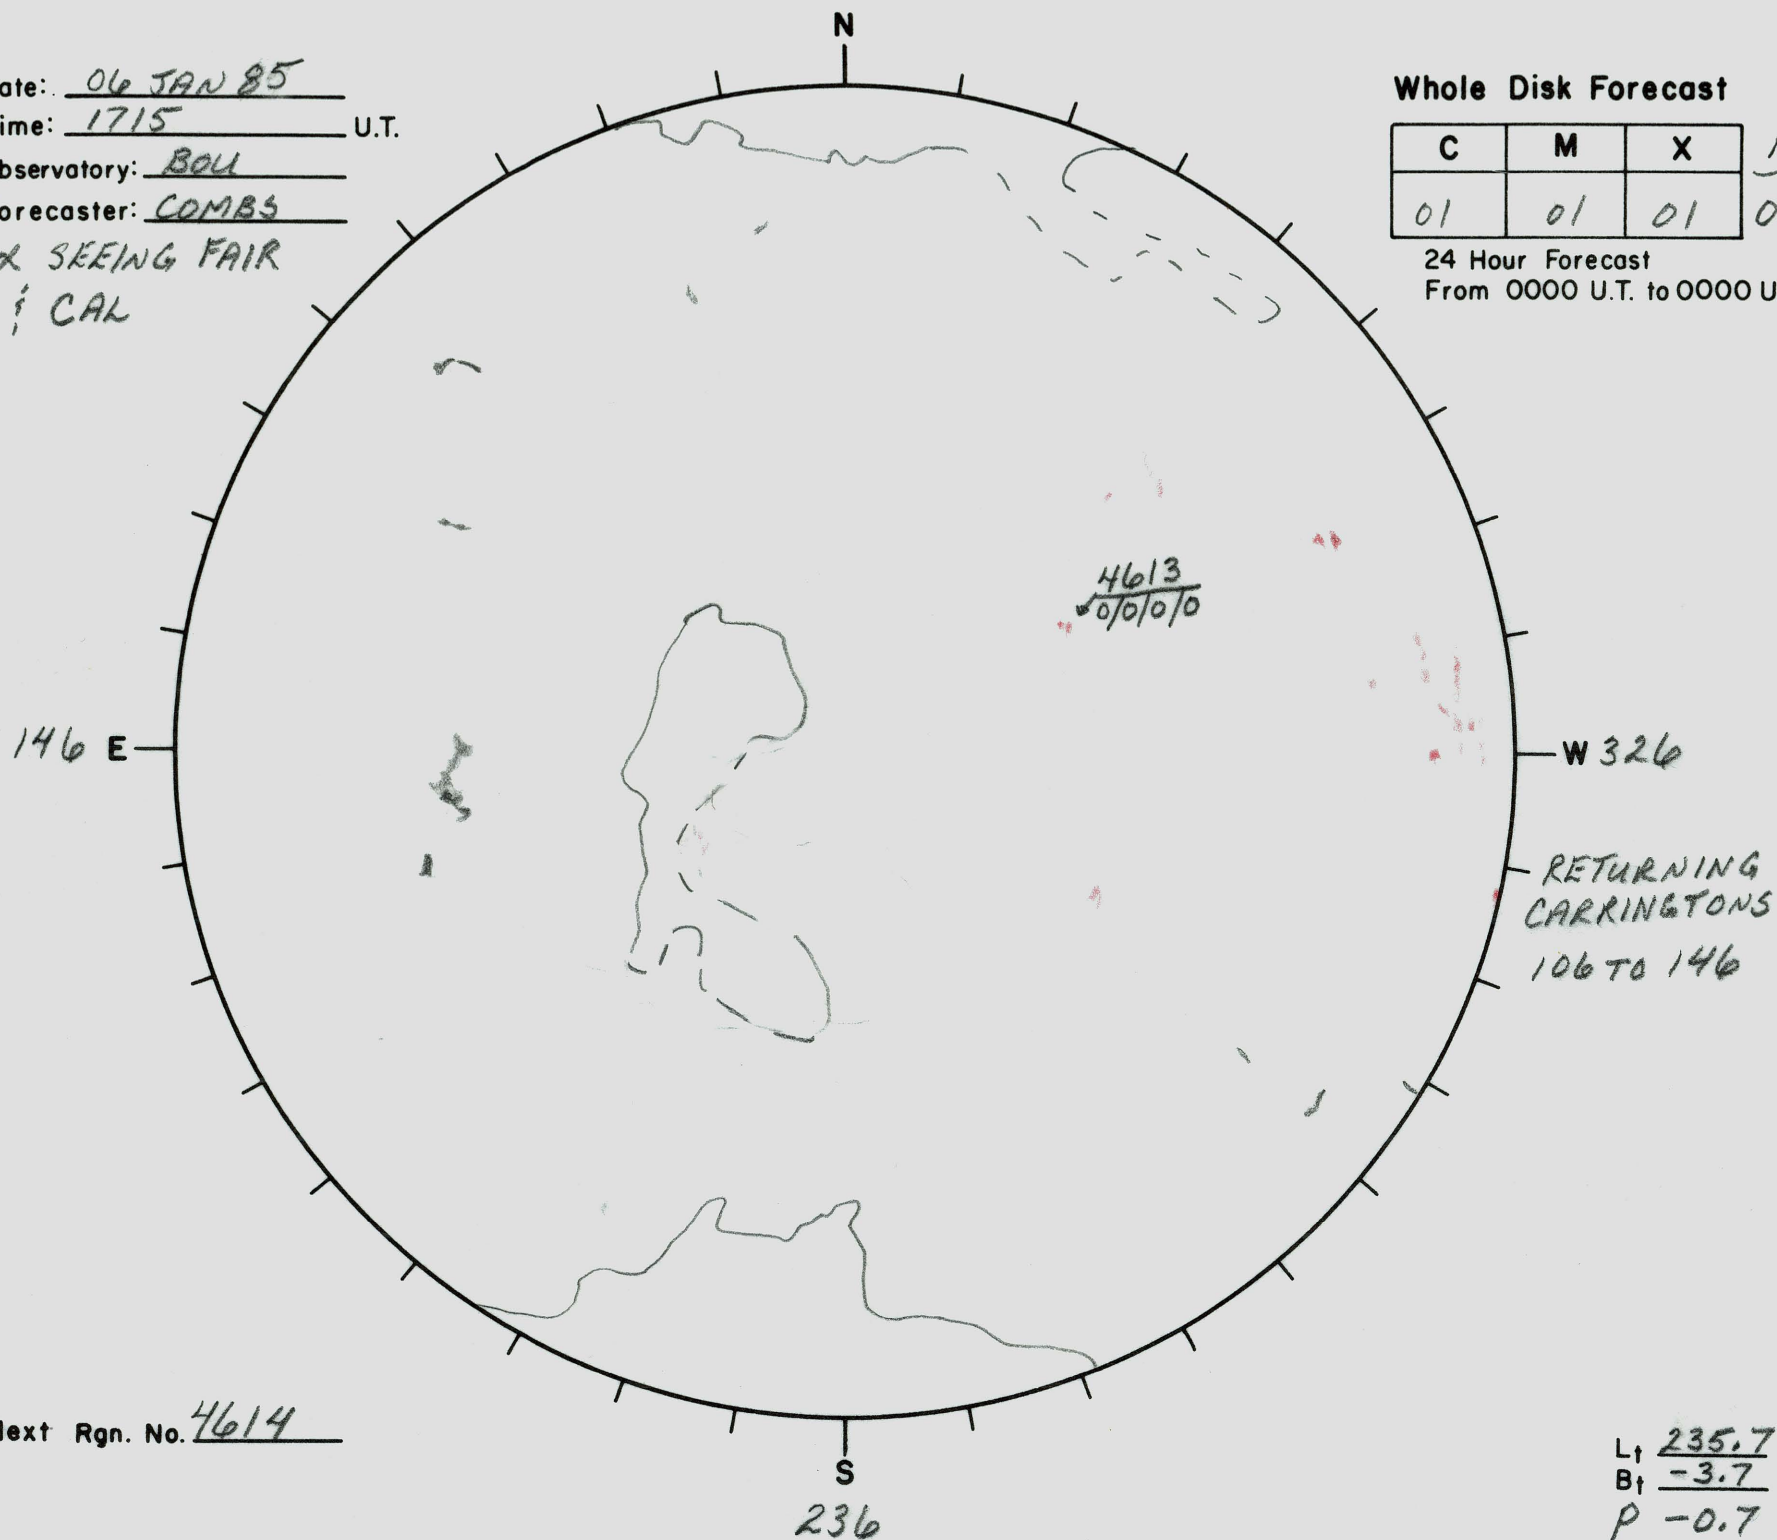 N
ate: 06 JAN 85
ime: 1715 U.T.
bservatory: BOU
orecaster: COMBS
α SEEING FAIR
& CAL
Whole Disk Forecast
C M X
01 01 01 0
24 Hour Forecast
From 0000 U.T. to 0000 U
4613
0/0/0/0
146 E
W 326
RETURNING
CARRINGTONS
106 TO 146
ext Rgn. No. 4614
S
236
Lt 235.7
Bt -3.7
P -0.7